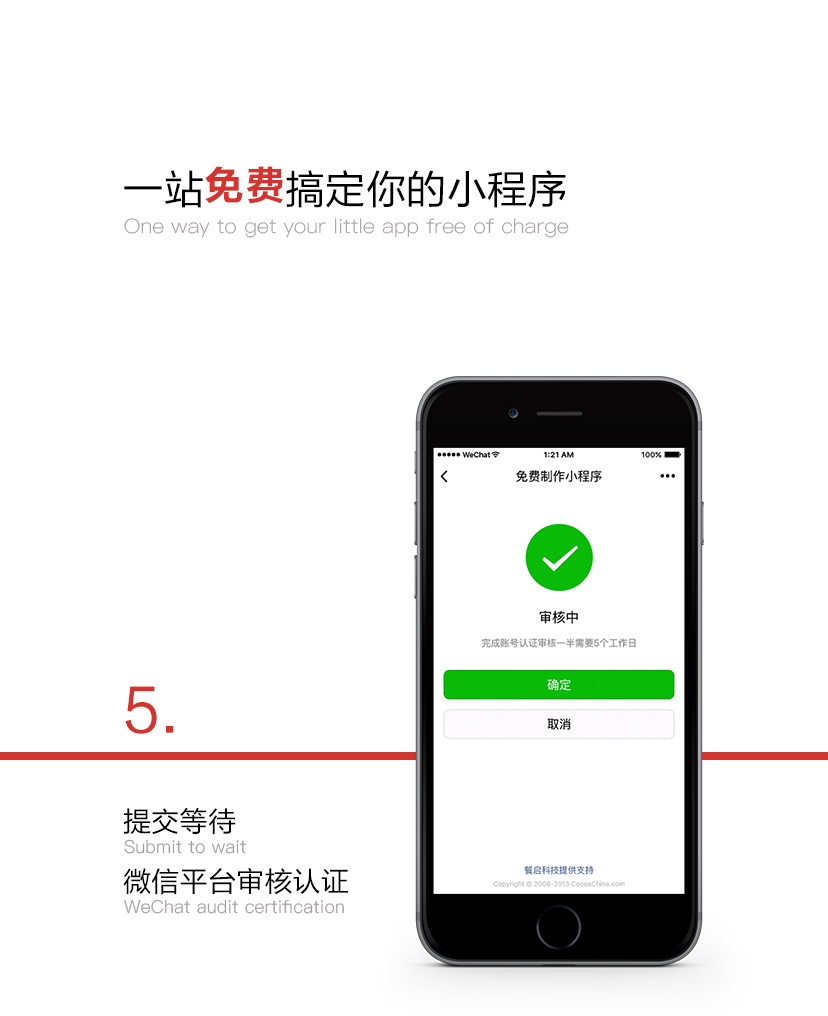 一站免费搞定你的小程序
One way to get your little app free of charge
WeChat 1:21 AM 100%
免费制作小程序
审核中
完成账号认证审核一半需要5个工作日
确定
取消
餐启科技提供支持
Copyright © 2008-2013 CocoaChina.com
5.
提交等待
Submit to wait
微信平台审核认证
WeChat audit certification